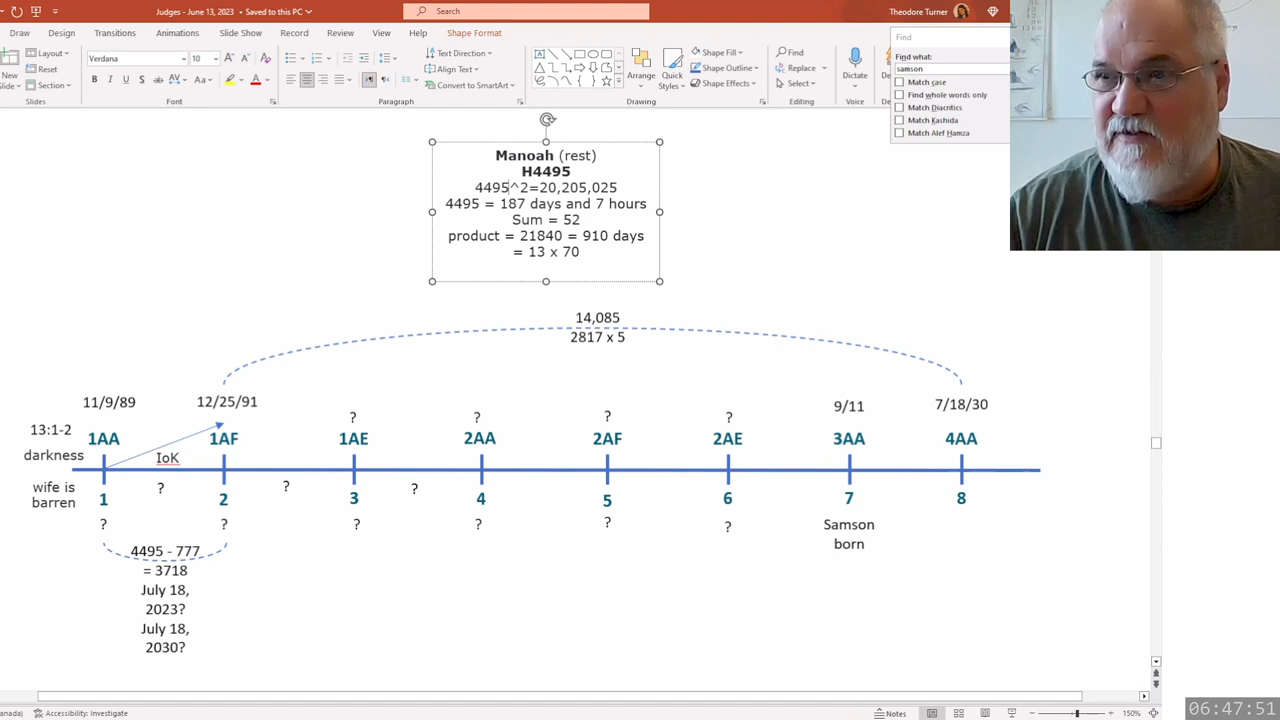 Judges - June 13, 2023 • Saved to this PC
Search
Theodore Turner
Draw
Design
Transitions
Animations
Slide Show
Record
Review
View
Help
Shape Format
New
Slides
Layout
Reset
Section
Slides
Verdana
10
Font
Text Direction
Align Text
Convert to SmartArt
Paragraph
Arrange
Quick
Styles
Shape Fill
Shape Outline
Shape Effects
Drawing
Find
Replace
Select
Editing
Dictate
Voice
Find
Find what:
samson
Match case
Find whole words only
Match Diacritics
Match Kashida
Match Alef Hamza
Manoah (rest)
H4495
4495^2=20,205,025
4495 = 187 days and 7 hours
Sum = 52
product = 21840 = 910 days
= 13 x 70
14,085
2817 x 5
11/9/89
12/25/91
?
?
?
?
9/11
7/18/30
13:1-2
darkness
1AA
1AF
1AE
2AA
2AF
2AE
3AA
4AA
IoK
wife is
barren
?
?
?
1
2
3
4
5
6
7
8
?
?
?
?
?
?
Samson
born
4495 - 777
= 3718
July 18,
2023?
July 18,
2030?
Accessibility: Investigate
Notes
150%
06:47:51